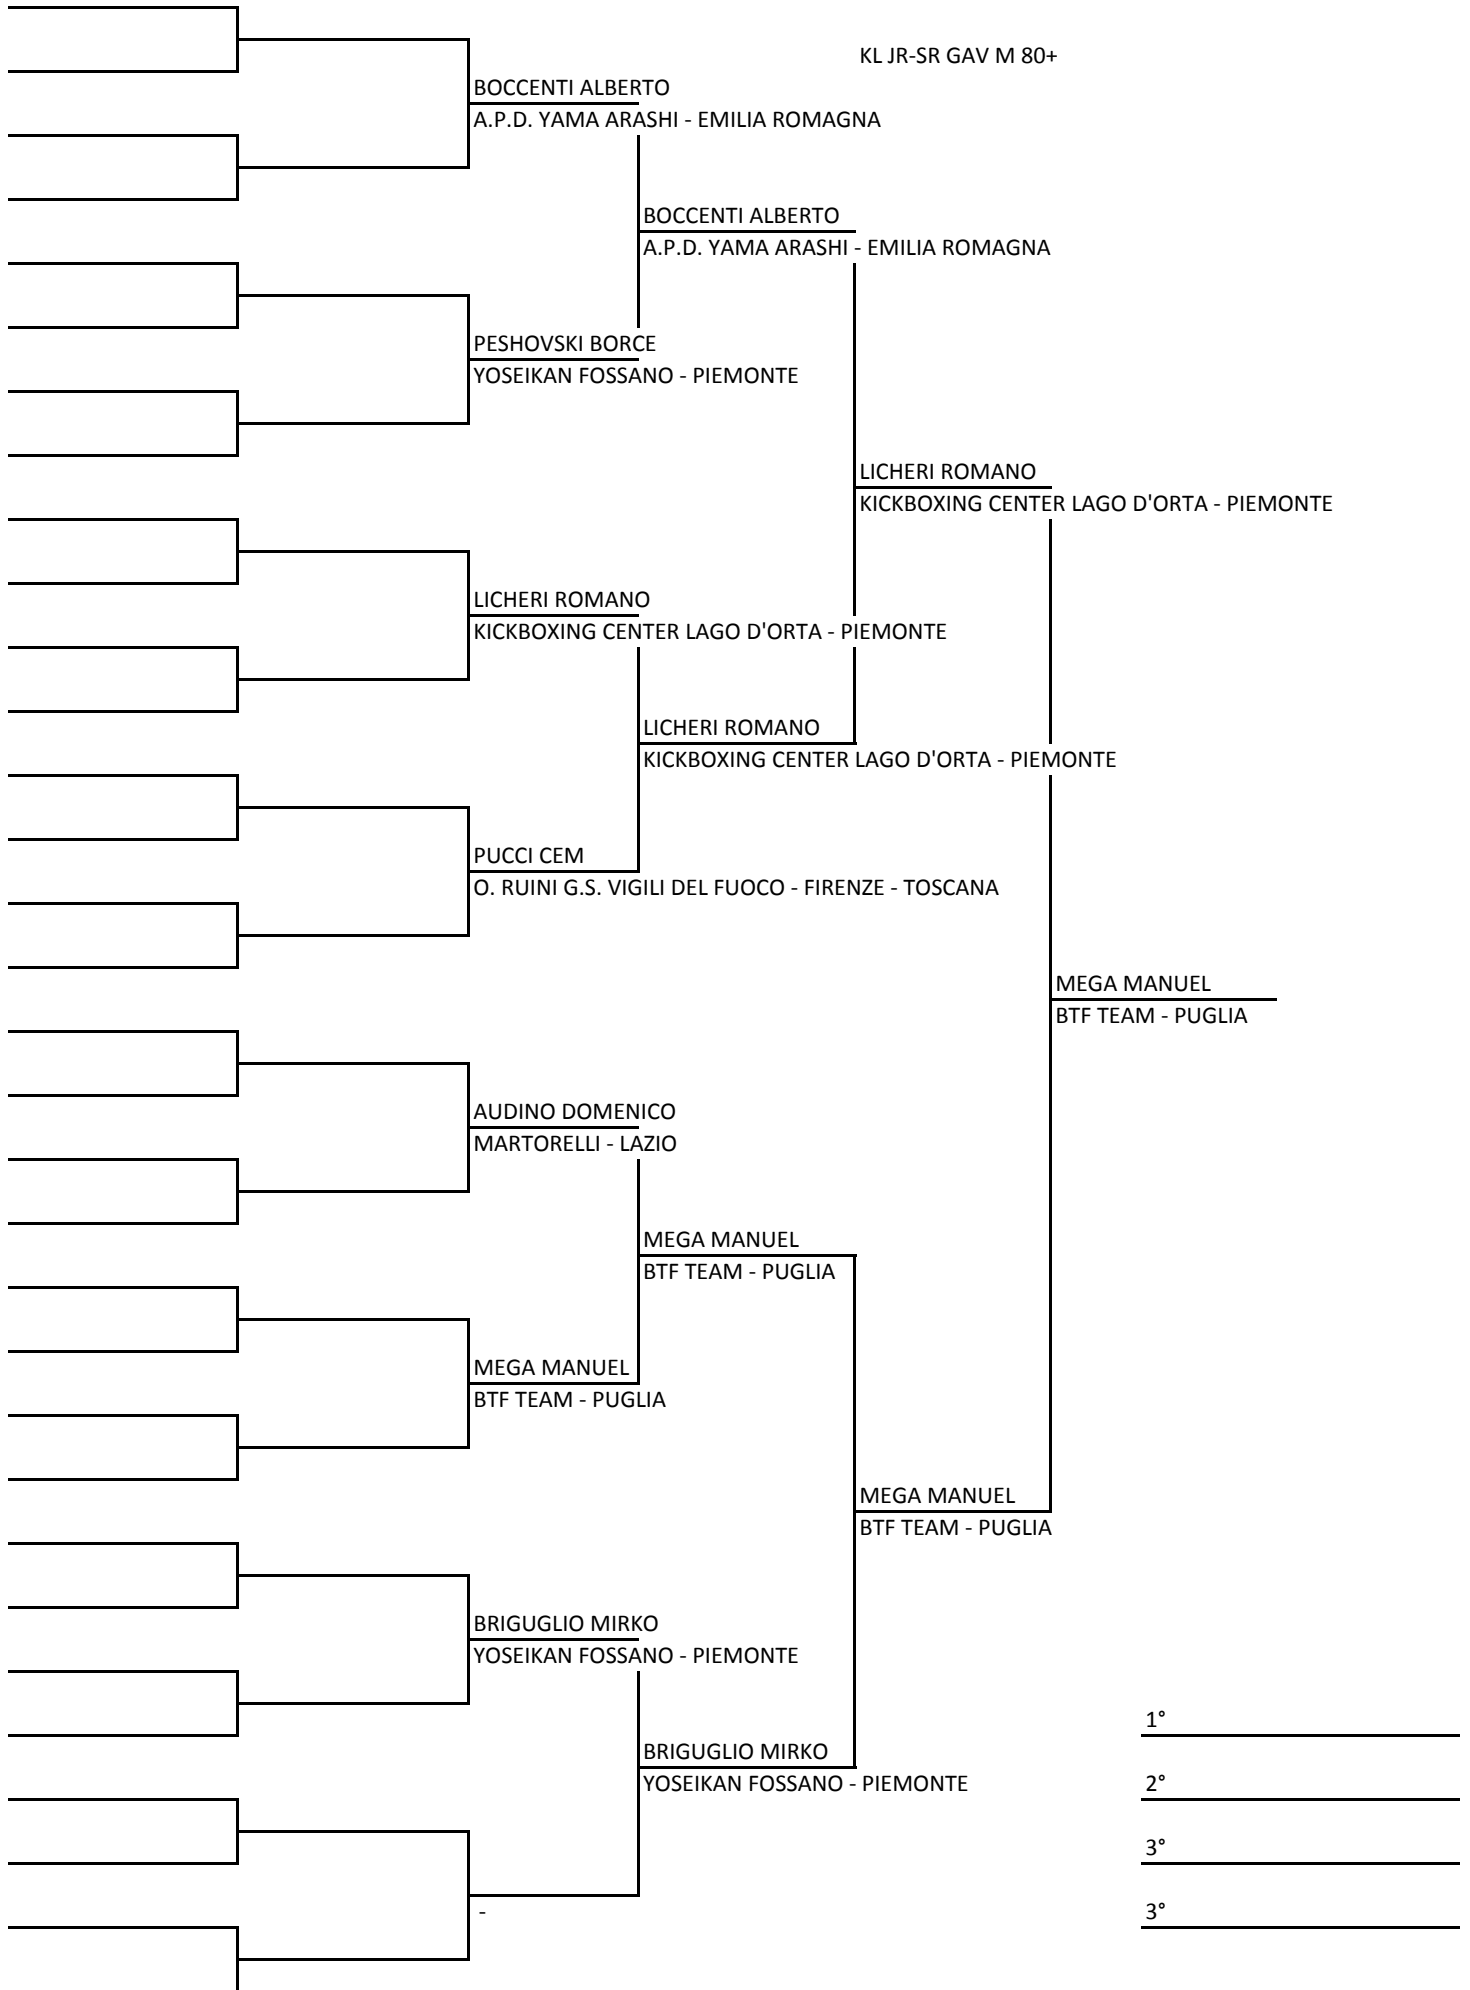 KL JR-SR GAV M 80+
BOCCENTI ALBERTO
A.P.D. YAMA ARASHI - EMILIA ROMAGNA
BOCCENTI ALBERTO
A.P.D. YAMA ARASHI - EMILIA ROMAGNA
PESHOVSKI BORCE
YOSEIKAN FOSSANO - PIEMONTE
LICHERI ROMANO
KICKBOXING CENTER LAGO D'ORTA - PIEMONTE
LICHERI ROMANO
KICKBOXING CENTER LAGO D'ORTA - PIEMONTE
LICHERI ROMANO
KICKBOXING CENTER LAGO D'ORTA - PIEMONTE
PUCCI CEM
O. RUINI G.S. VIGILI DEL FUOCO - FIRENZE - TOSCANA
MEGA MANUEL
BTF TEAM - PUGLIA
AUDINO DOMENICO
MARTORELLI - LAZIO
MEGA MANUEL
BTF TEAM - PUGLIA
MEGA MANUEL
BTF TEAM - PUGLIA
MEGA MANUEL
BTF TEAM - PUGLIA
BRIGUGLIO MIRKO
YOSEIKAN FOSSANO - PIEMONTE
1°
BRIGUGLIO MIRKO
YOSEIKAN FOSSANO - PIEMONTE
2°
3°
3°
-